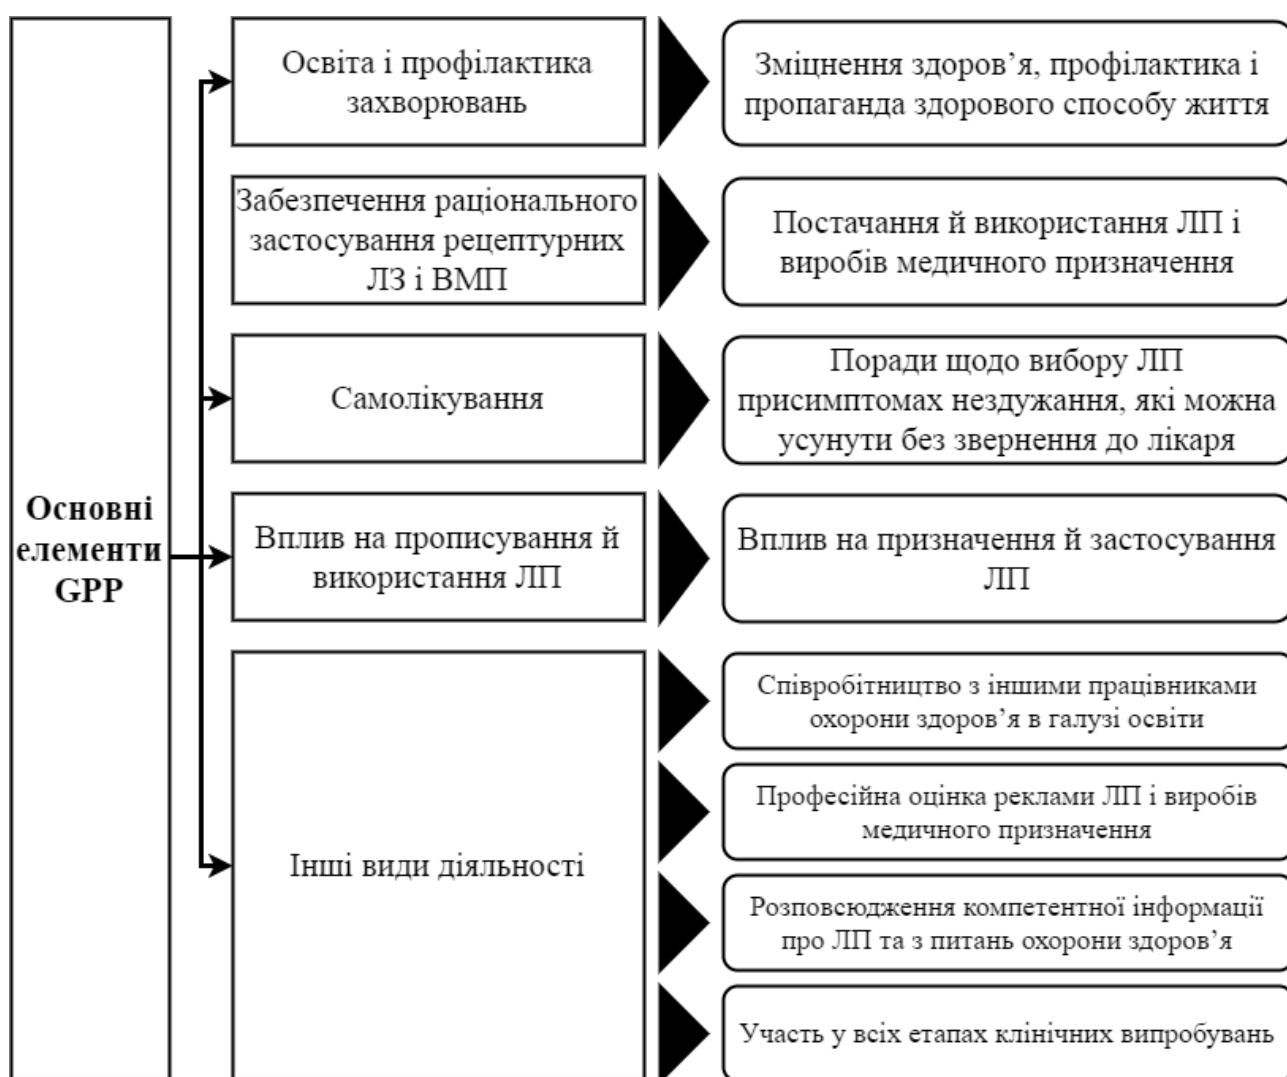 Основні
елементи
GPP
Освіта і профілактика
захворювань
Зміцнення здоров’я, профілактика і
пропаганда здорового способу життя
Забезпечення раціонального
застосування рецептурних
ЛЗ і ВМП
Постачання й використання ЛП і
виробів медичного призначення
Самолікування
Поради щодо вибору ЛП
присимптомах нездужання, які можна
усунути без звернення до лікаря
Вплив на прописування й
використання ЛП
Вплив на призначення й застосування
ЛП
Інші види діяльності
Співробітництво з іншими працівниками
охорони здоров’я в галузі освіти
Професійна оцінка реклами ЛП і виробів
медичного призначення
Розповсюдження компетентної інформації
про ЛП та з питань охорони здоров’я
Участь у всіх етапах клінічних випробувань